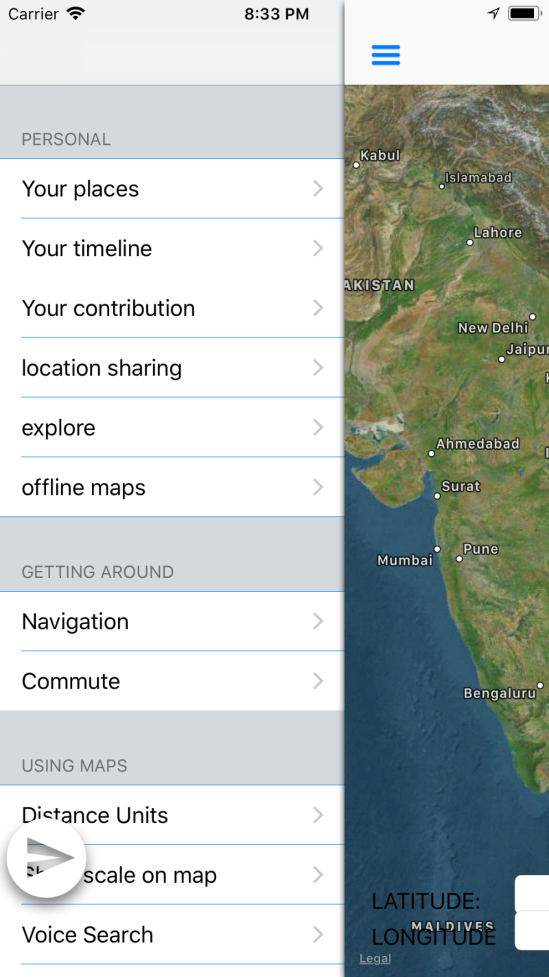 Carrier
8:33 PM
PERSONAL
Your places
Your timeline
Your contribution
location sharing
explore
offline maps
GETTING AROUND
Navigation
Commute
USING MAPS
Distance Units
scale on map
Voice Search
Kabul
Islamabad
Lahore
AKISTAN
New Delhi
Jaipur
Ahmedabad
Surat
Mumbai
Pune
Bengaluru
LATITUDE:
MALDIVES
LONGITUDE
Legal